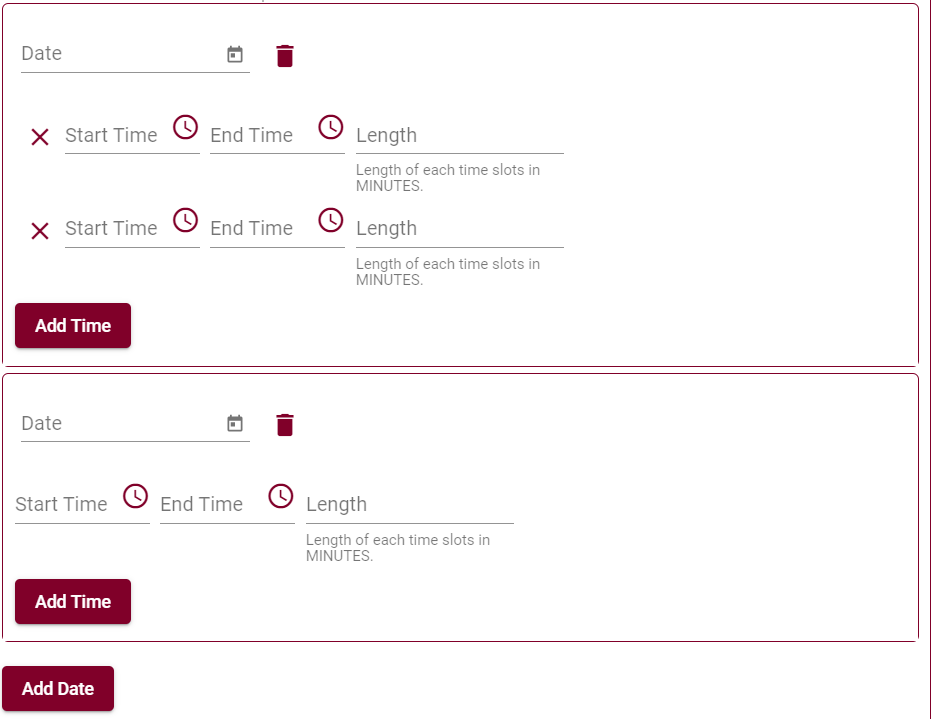 Date
Start Time End Time Length
Length of each time slots in
MINUTES.
Start Time End Time Length
Length of each time slots in
MINUTES.
Add Time
Date
Start Time End Time Length
Length of each time slots in
MINUTES.
Add Time
Add Date